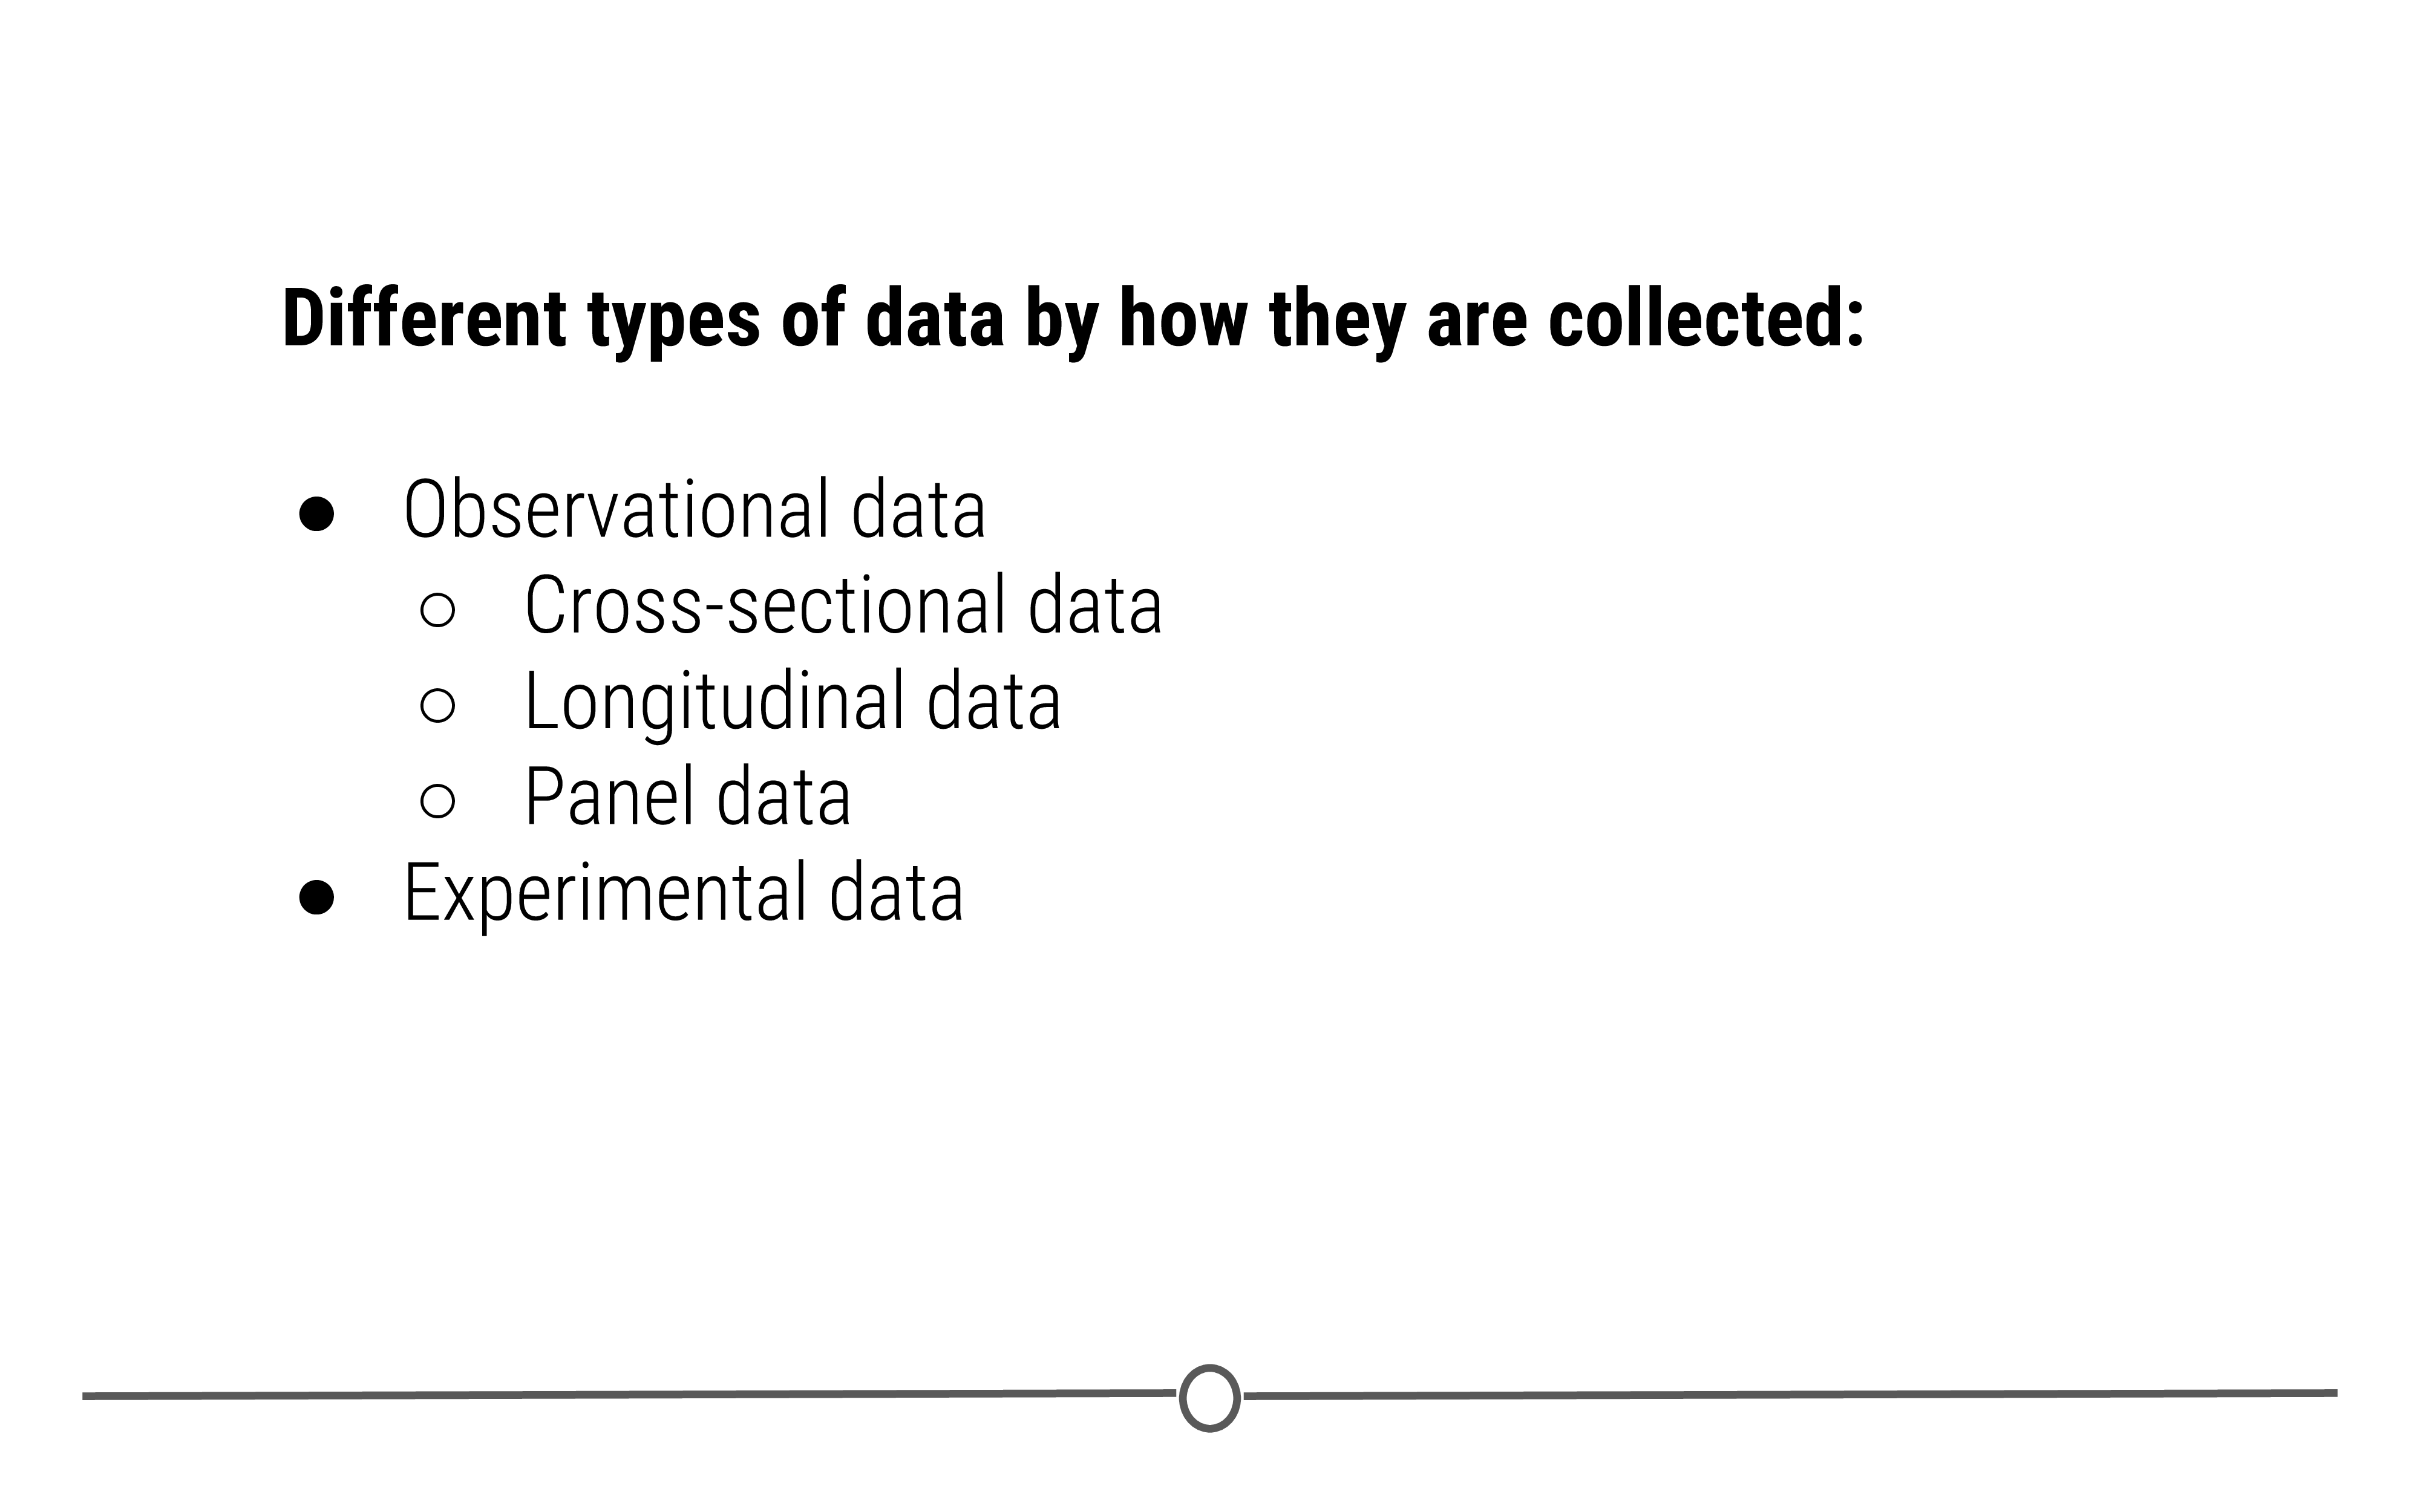 Different types of data by how they are collected:
● Observational data
○ Cross-sectional data
○ Longitudinal data
○ Panel data
● Experimental data